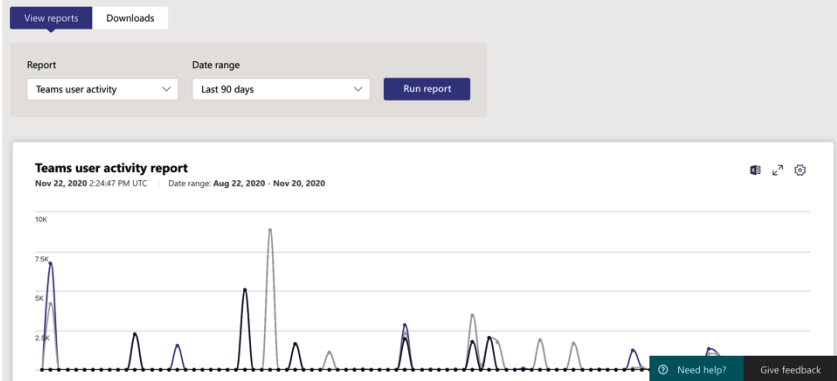 View reports
Downloads
Report
Date range
Teams user activity
Last 90 days
Run report
Teams user activity report
Nov 22, 2020 2:24:47 PM UTC | Date range: Aug 22, 2020 - Nov 20, 2020
10K
7.5K
5K
2.5K
Need help?
Give feedback